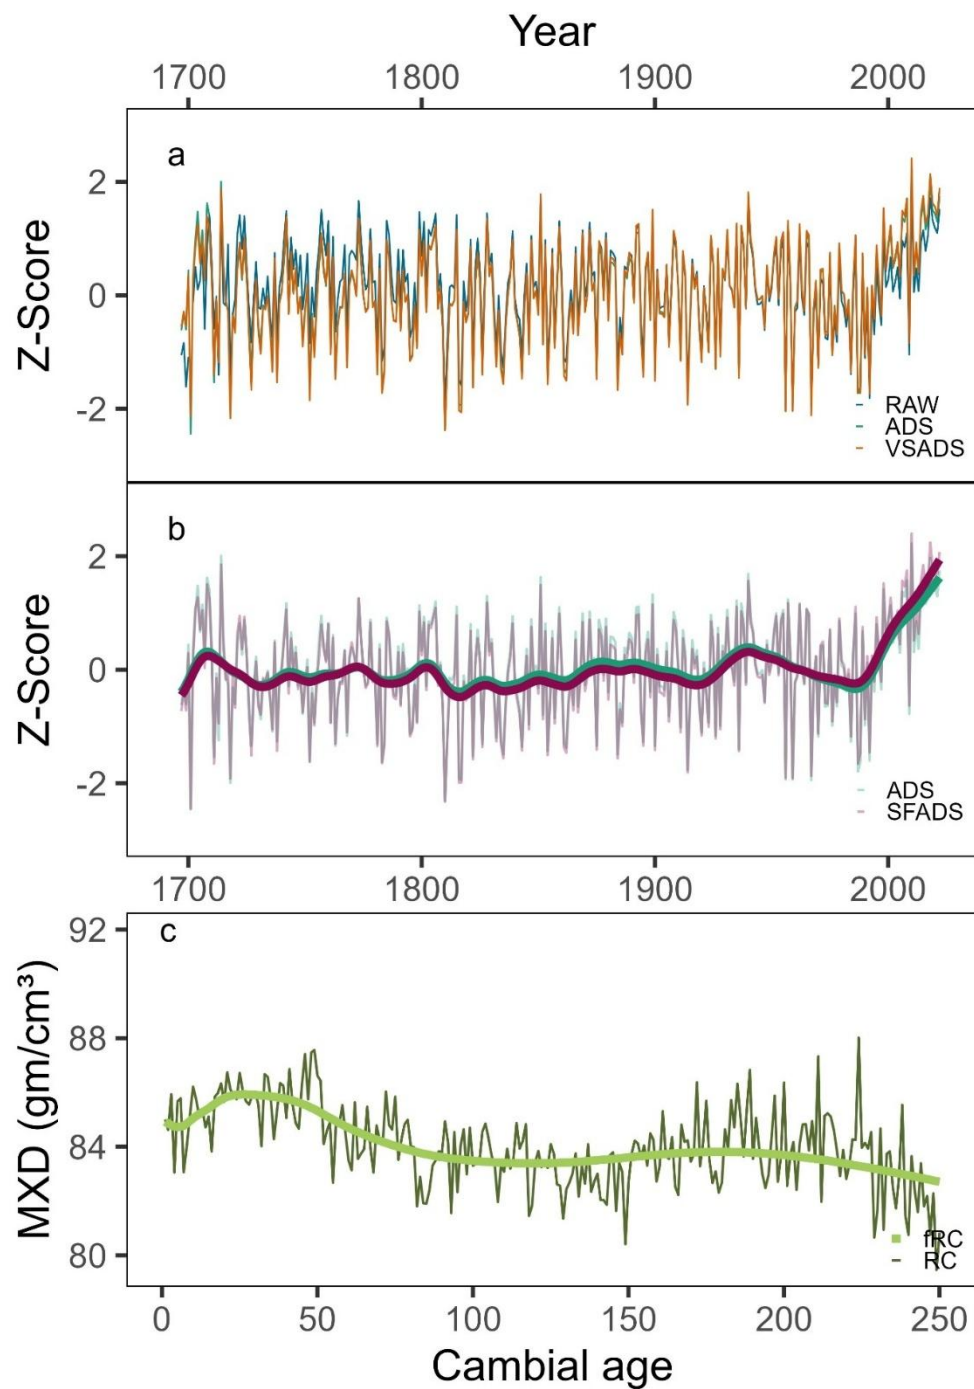 Year
1700 1800 1900 2000
a
2
0
-2
Z-Score
RAW
ADS
VSADS
b
2
0
-2
Z-Score
ADS
SFADS
1700 1800 1900 2000
c
92
88
84
80
MXD (gm/cm³)
fRC
RC
0 50 100 150 200 250
Cambial age